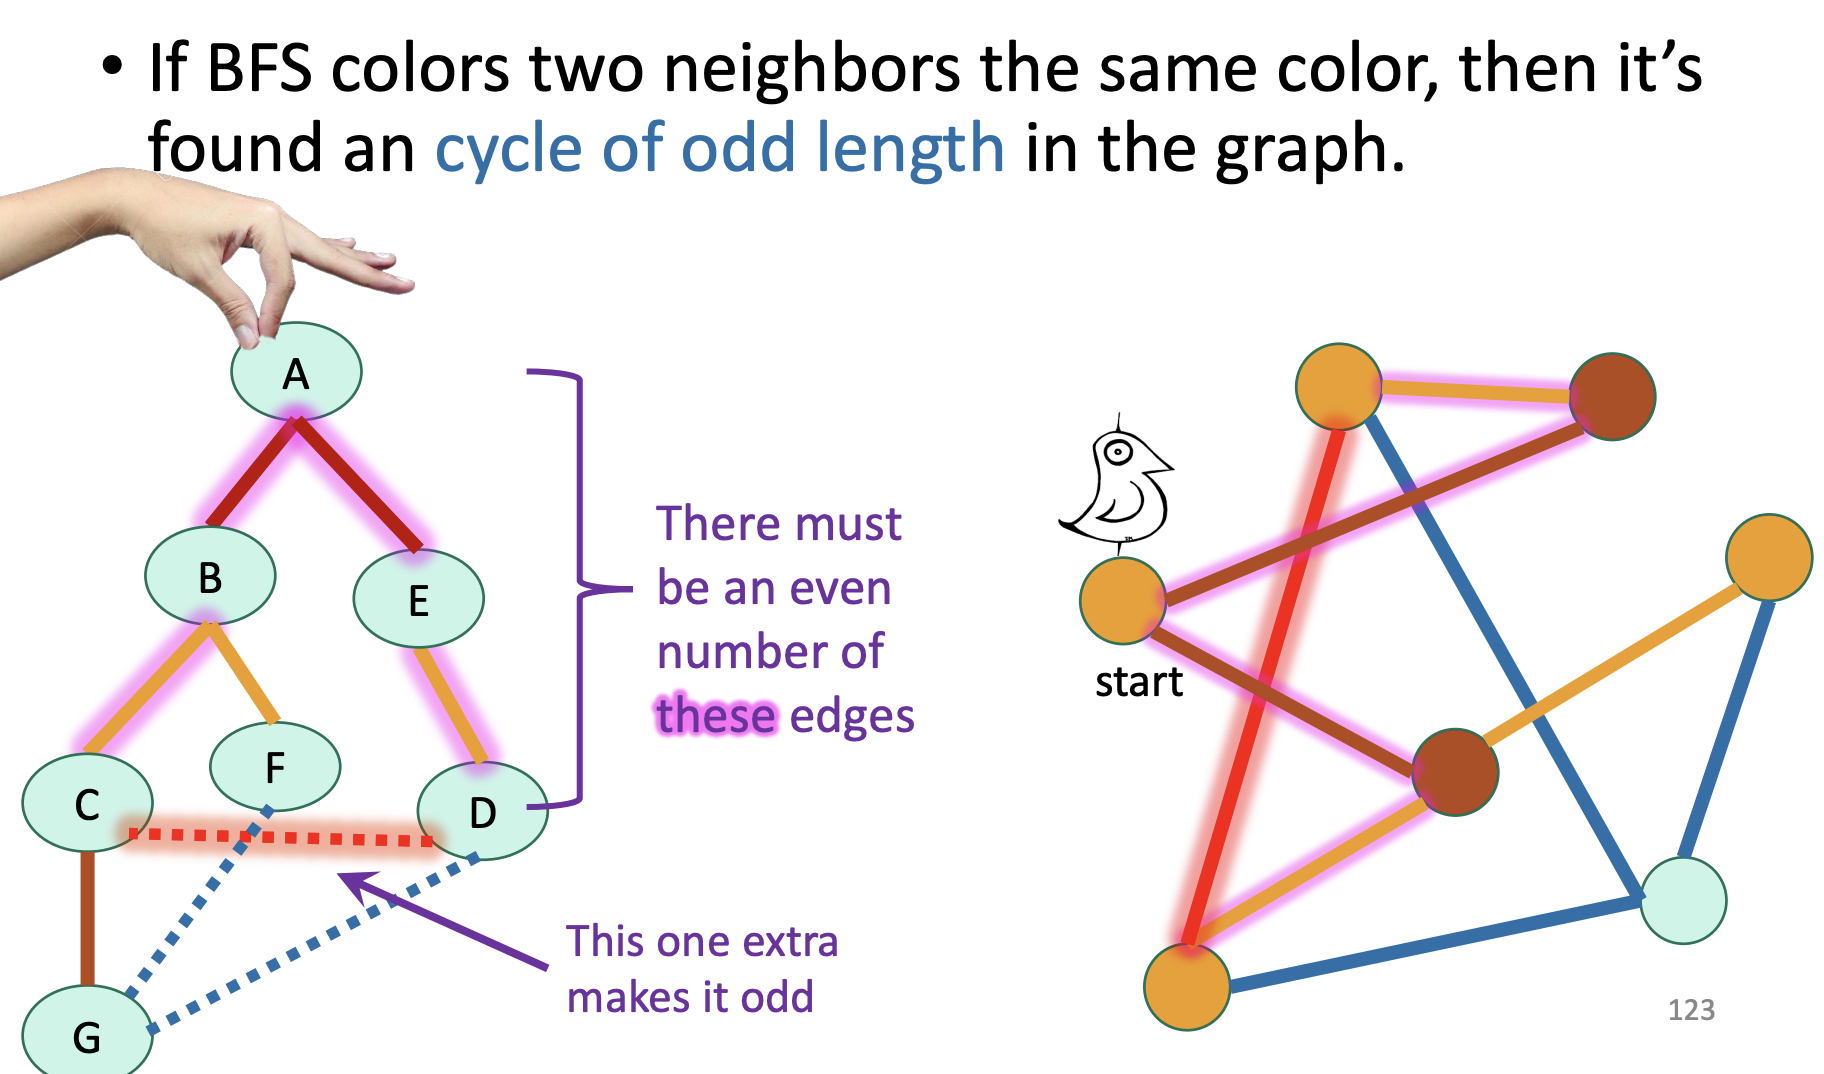 • If BFS colors two neighbors the same color, then it’s
found an cycle of odd length in the graph.
A
B
E
There must
be an even
number of
these edges
start
C
F
D
This one extra
makes it odd
G
123